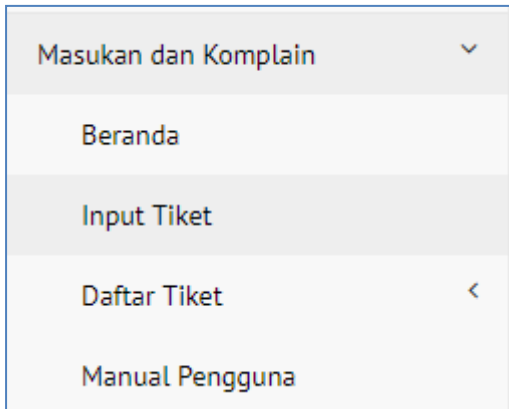 Masukan dan Komplain
Beranda
Input Tiket
Daftar Tiket
Manual Pengguna